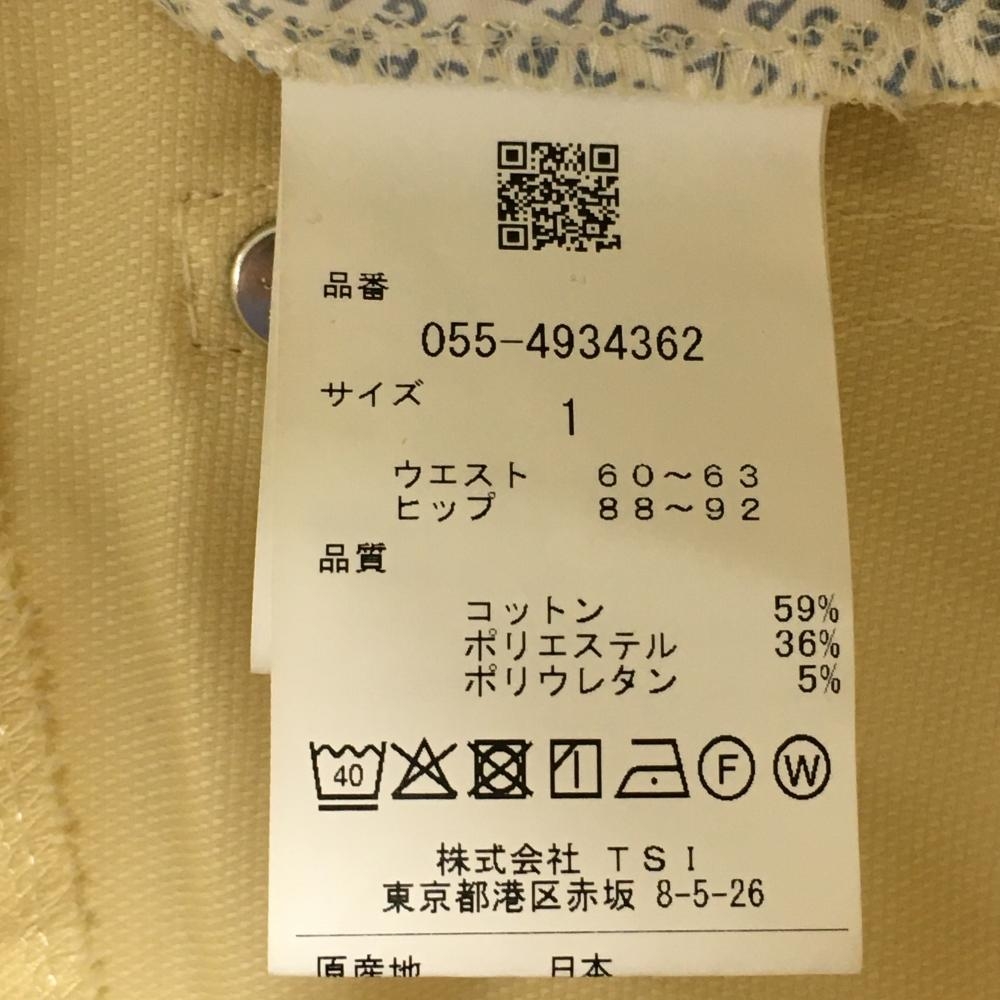 品番
055-4934362
サイズ
1
ウエスト 60～63
ヒップ 88～92
品質
コットン 59%
ポリエステル 36%
ポリウレタン 5%
40 F W
株式会社 TSI
東京都港区赤坂 8-5-26
原産地 日本